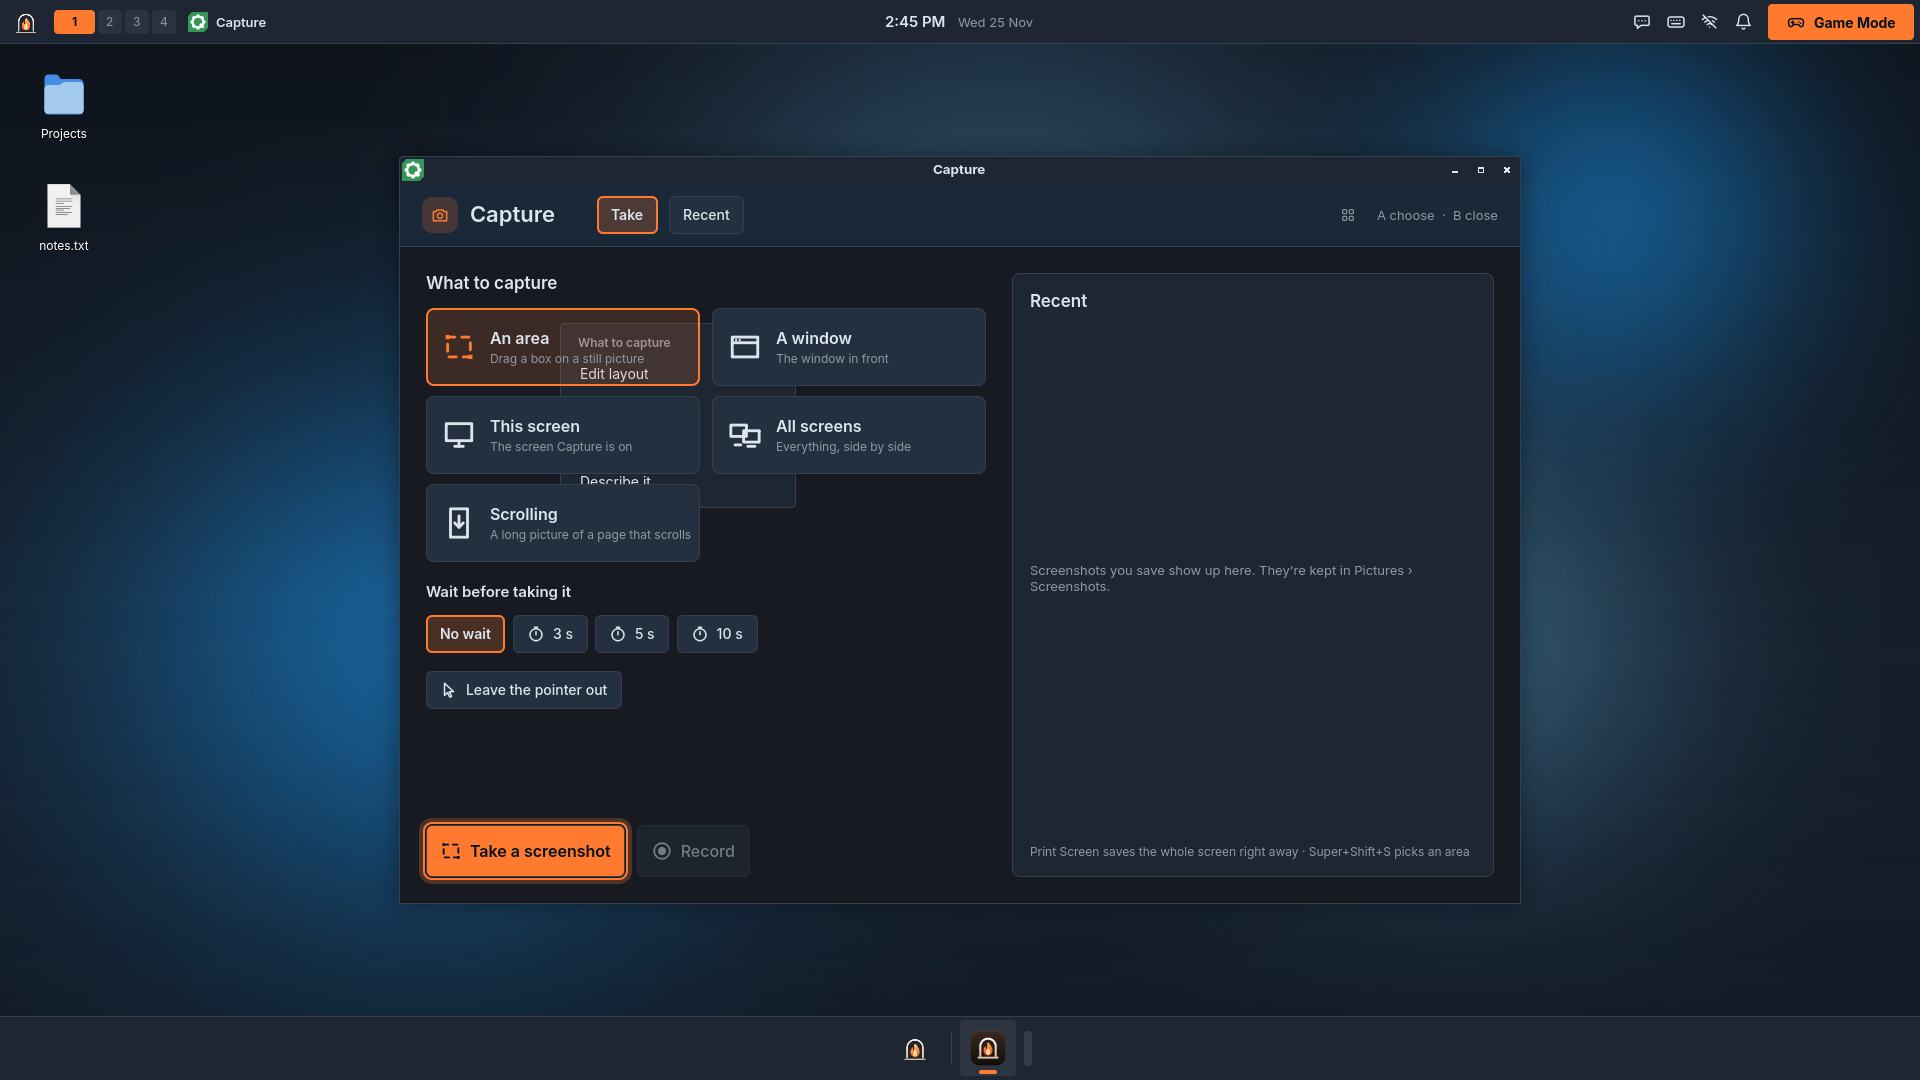 1
2
3
4
Capture
2:45 PM
Wed 25 Nov
Game Mode
Projects
notes.txt
Capture
Capture
Take
Recent
A choose · B close
What to capture
An area
Drag a box on a still picture
What to capture
Edit layout
A window
The window in front
This screen
The screen Capture is on
All screens
Everything, side by side
Describe it
Scrolling
A long picture of a page that scrolls
Wait before taking it
No wait
3 s
5 s
10 s
Leave the pointer out
Take a screenshot
Record
Recent
Screenshots you save show up here. They're kept in Pictures ›
Screenshots.
Print Screen saves the whole screen right away · Super+Shift+S picks an area